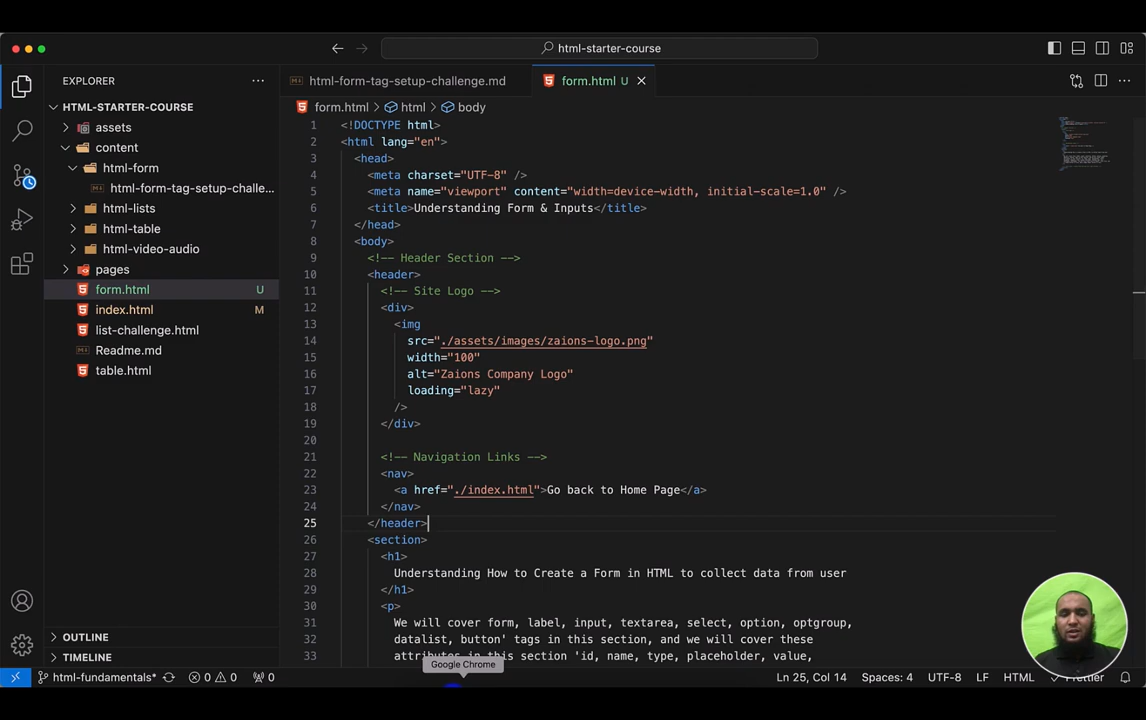 html-starter-course
EXPLORER
html-form-tag-setup-challenge.md
form.html U
HTML-STARTER-COURSE
assets
content
html-form
html-form-tag-setup-challe...
html-lists
html-table
html-video-audio
pages
form.html U
index.html M
list-challenge.html
Readme.md
table.html
OUTLINE
TIMELINE
form.html > html > body
1 <!DOCTYPE html>
2 <html lang="en">
3 <head>
4 <meta charset="UTF-8" />
5 <meta name="viewport" content="width=device-width, initial-scale=1.0" />
6 <title>Understanding Form & Inputs</title>
7 </head>
8 <body>
9 <!-- Header Section -->
10 <header>
11 <!-- Site Logo -->
12 <div>
13 <img
14 src="./assets/images/zaions-logo.png"
15 width="100"
16 alt="Zaions Company Logo"
17 loading="lazy"
18 />
19 </div>
20
21 <!-- Navigation Links -->
22 <nav>
23 <a href="./index.html">Go back to Home Page</a>
24 </nav>
25 </header>
26 <section>
27 <h1>
28 Understanding How to Create a Form in HTML to collect data from user
29 </h1>
30 <p>
31 We will cover form, label, input, textarea, select, option, optgroup,
32 datalist, button' tags in this section, and we will cover these
33 attributes in this section 'id, name, type, placeholder, value,
Google Chrome
html-fundamentals* 0 0 0
Ln 25, Col 14 Spaces: 4 UTF-8 LF HTML Prettier